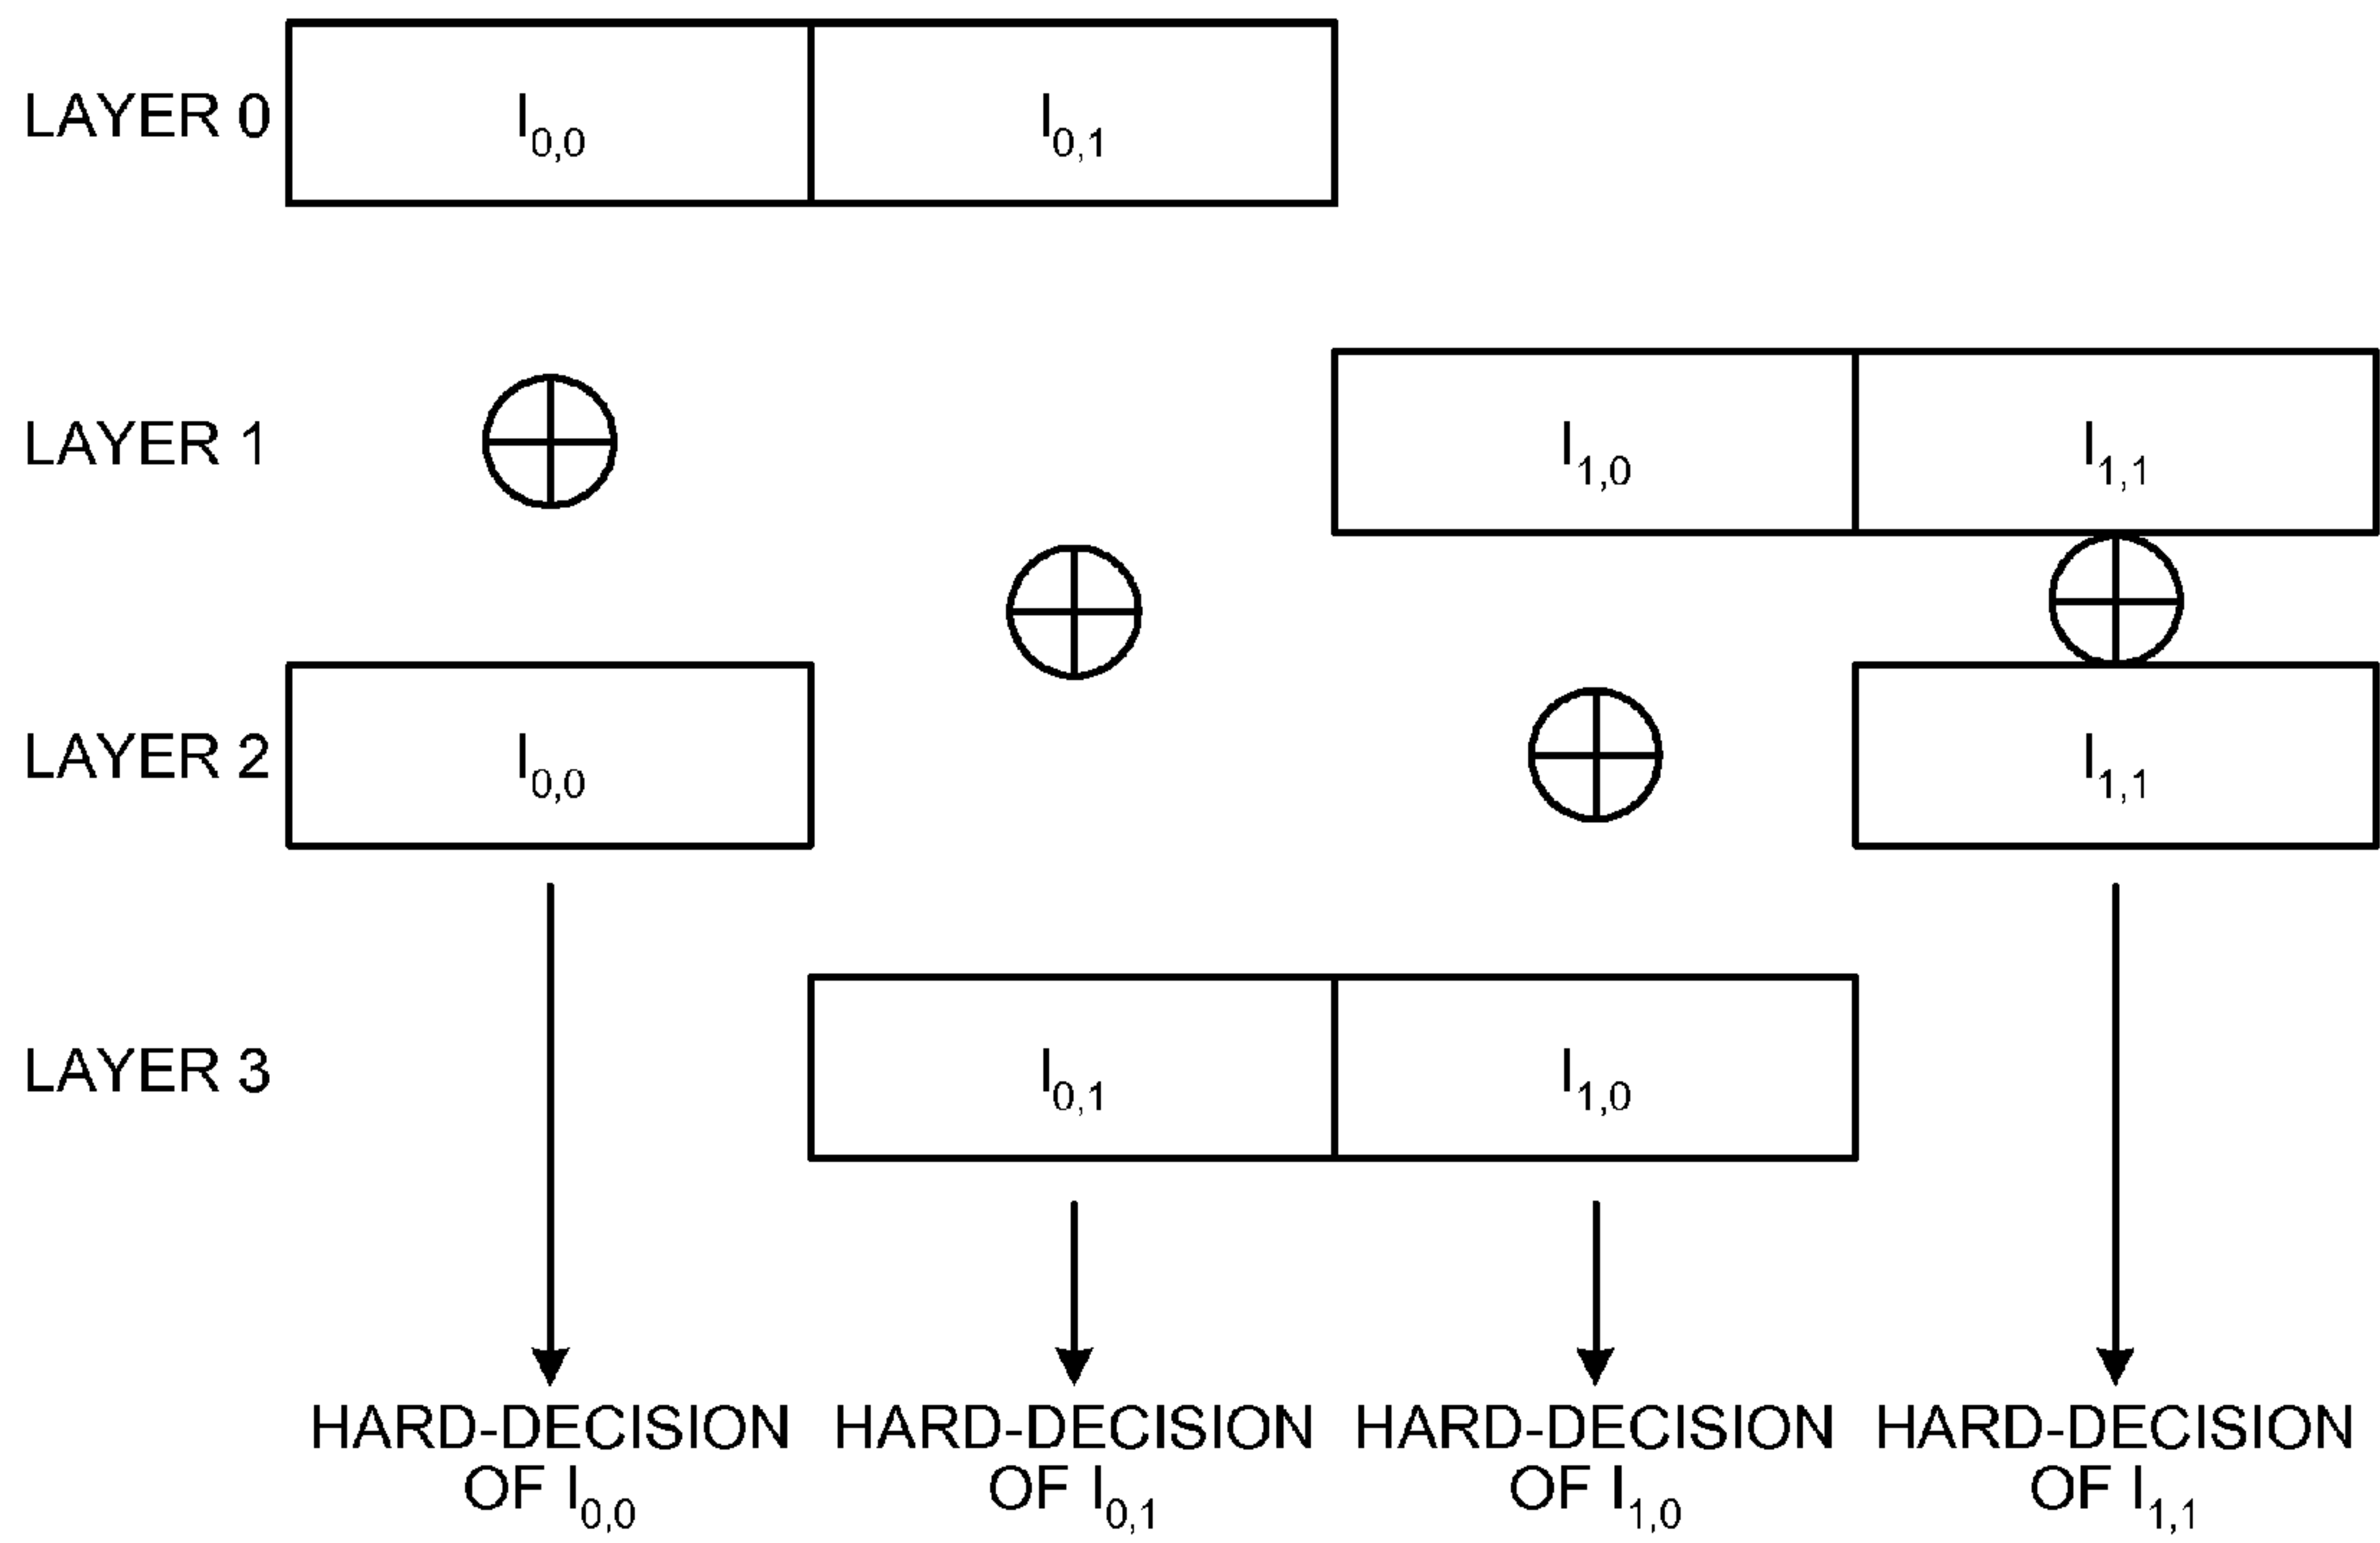 LAYER 0 I0,0 I0,1
LAYER 1 I1,0 I1,1
LAYER 2 I0,0 I1,1
LAYER 3 I0,1 I1,0
HARD-DECISION HARD-DECISION HARD-DECISION HARD-DECISION
OF I0,0 OF I0,1 OF I1,0 OF I1,1